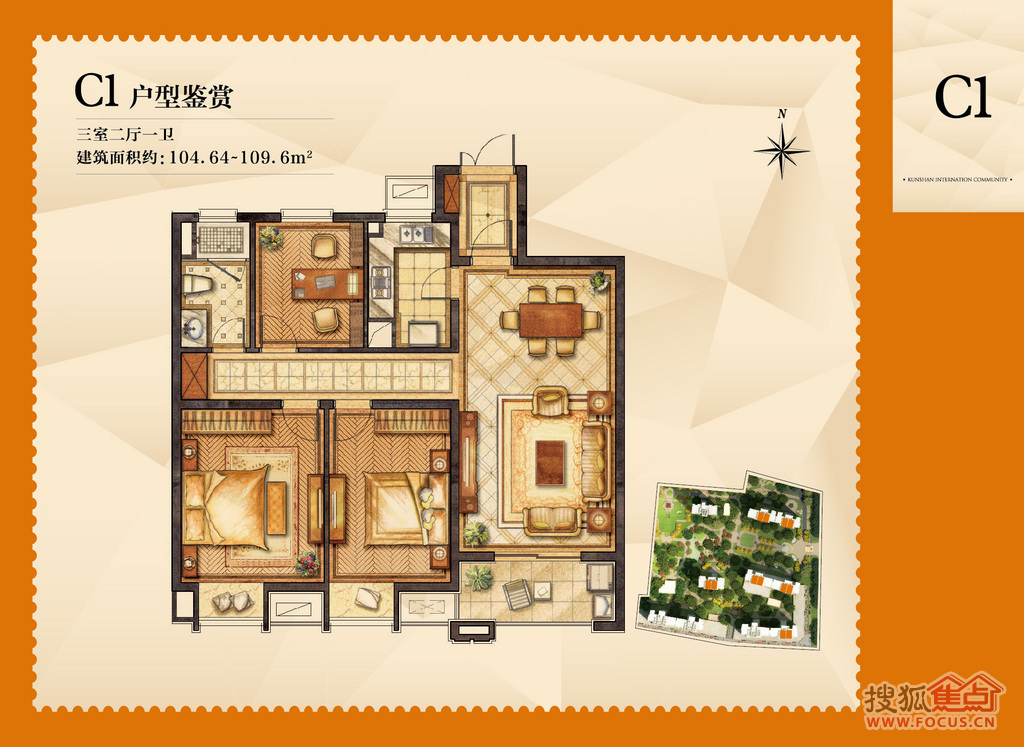 C1 户型鉴赏
三室二厅一卫
建筑面积约:104.64~109.6m²
N
C1
• KUNSHAN INTERNATION COMMUNITY •
搜狐焦点
WWW.FOCUS.CN